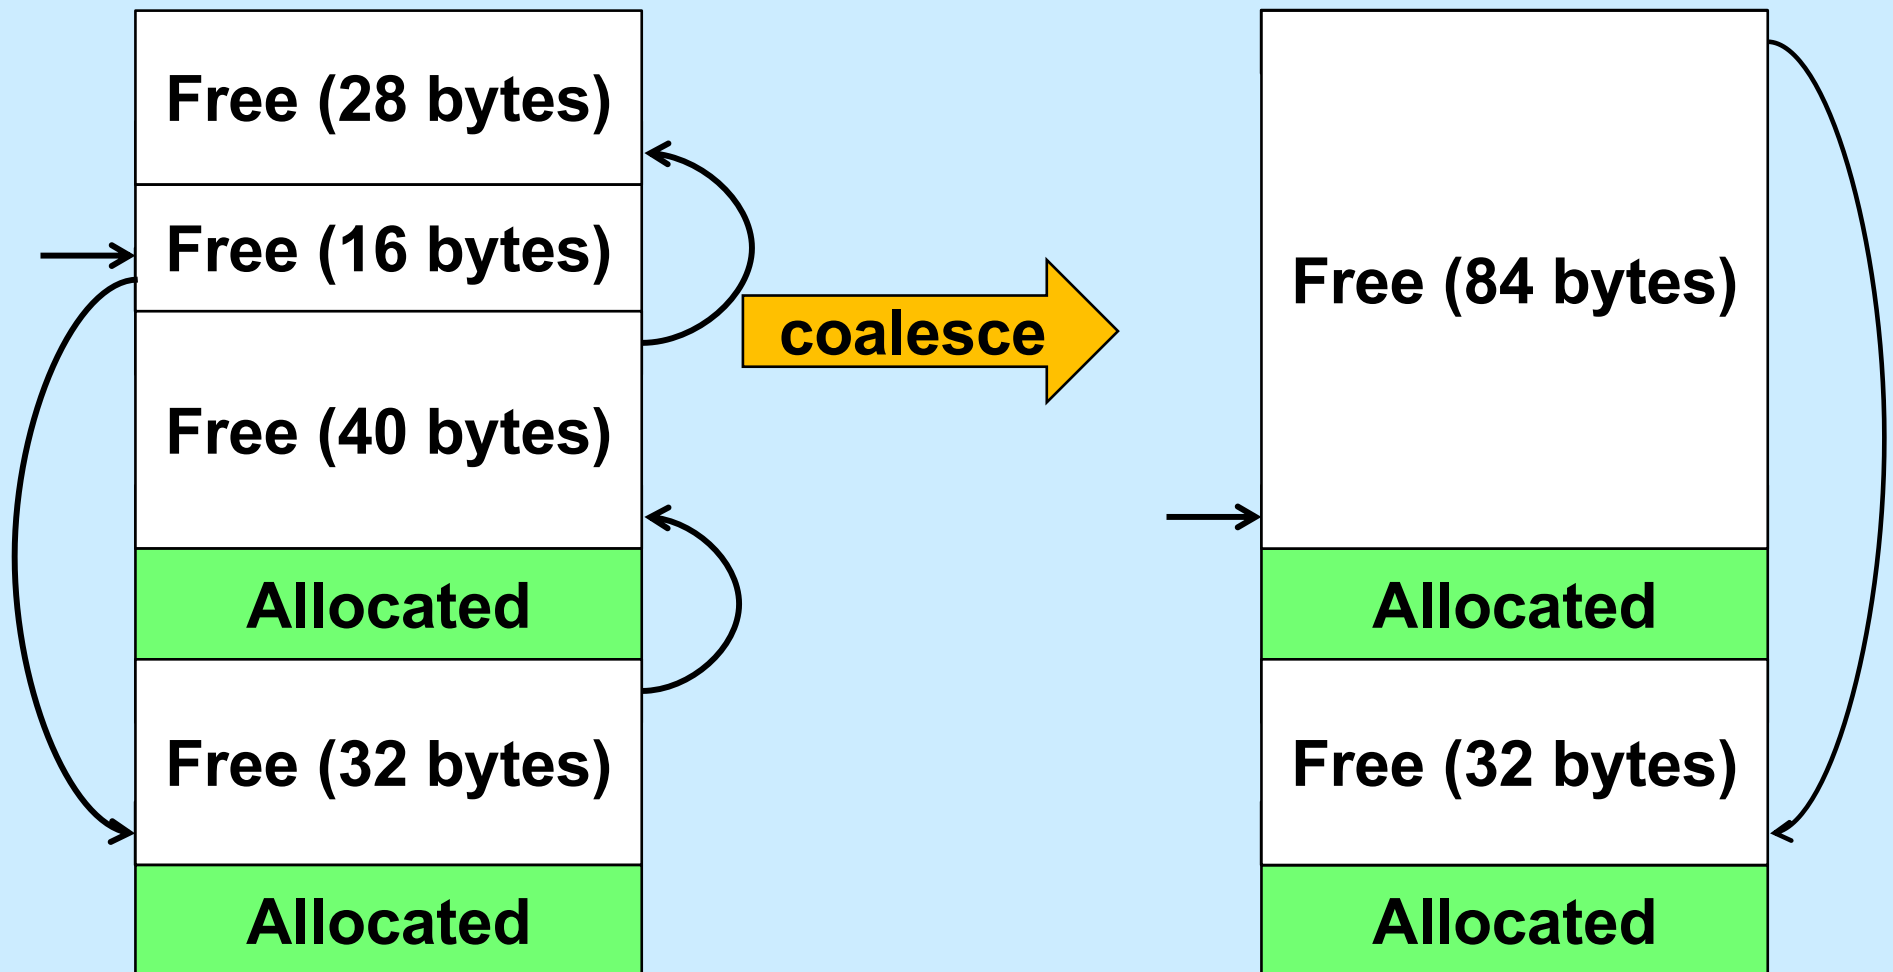 Free (28 bytes)
Free (16 bytes)
Free (40 bytes)
Allocated
Free (32 bytes)
Allocated
coalesce
Free (84 bytes)
Allocated
Free (32 bytes)
Allocated